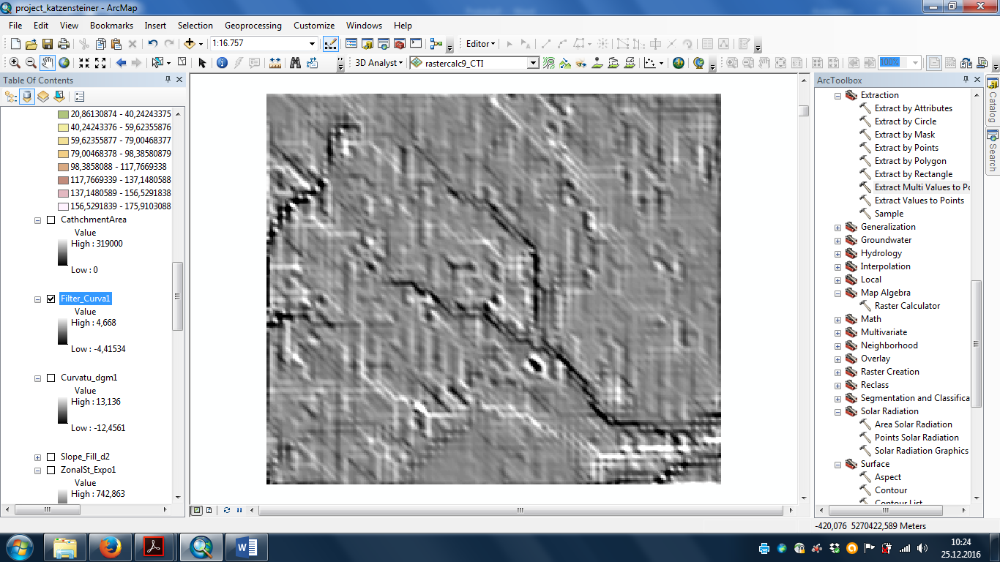 project_katzensteiner - ArcMap
File Edit View Bookmarks Insert Selection Geoprocessing Customize Windows Help
1:16.757
Editor
3D Analyst
rastercalc9_CTI
100%
Table Of Contents
20,86130874 - 40,24243375
40,24243376 - 59,62355876
59,62355877 - 79,00468377
79,00468378 - 98,38580879
98,3858088 - 117,7669338
117,7669339 - 137,1480588
137,1480589 - 156,5291838
156,5291839 - 175,9103088
CathchmentArea
Value
High : 319000
Low : 0
Filter_Curva1
Value
High : 4,668
Low : -4,41534
Curvatu_dgm1
Value
High : 13,136
Low : -12,4561
Slope_Fill_d2
ZonalSt_Expo1
Value
High : 742,863
ArcToolbox
Extraction
Extract by Attributes
Extract by Circle
Extract by Mask
Extract by Points
Extract by Polygon
Extract by Rectangle
Extract Multi Values to Po
Extract Values to Points
Sample
Generalization
Groundwater
Hydrology
Interpolation
Local
Map Algebra
Raster Calculator
Math
Multivariate
Neighborhood
Overlay
Raster Creation
Reclass
Segmentation and Classifica
Solar Radiation
Area Solar Radiation
Points Solar Radiation
Solar Radiation Graphics
Surface
Aspect
Contour
Contour List
Catalog
Search
-420,076 5270422,589 Meters
10:24
25.12.2016